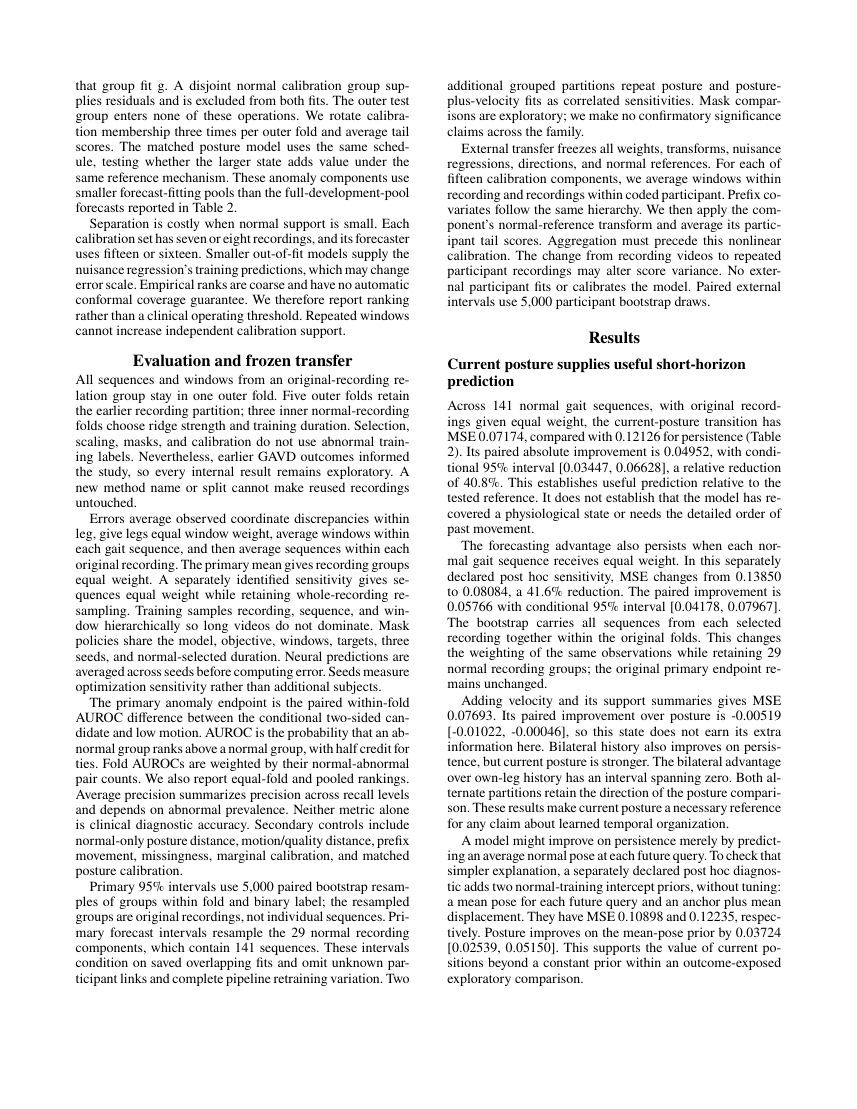 that group fit g. A disjoint normal calibration group sup-
plies residuals and is excluded from both fits. The outer test
group enters none of these operations. We rotate calibra-
tion membership three times per outer fold and average tail
scores. The matched posture model uses the same sched-
ule, testing whether the larger state adds value under the
same reference mechanism. These anomaly components use
smaller forecast-fitting pools than the full-development-pool
forecasts reported in Table 2.
Separation is costly when normal support is small. Each
calibration set has seven or eight recordings, and its forecaster
uses fifteen or sixteen. Smaller out-of-fit models supply the
nuisance regression's training predictions, which may change
error scale. Empirical ranks are coarse and have no automatic
conformal coverage guarantee. We therefore report ranking
rather than a clinical operating threshold. Repeated windows
cannot increase independent calibration support.
Evaluation and frozen transfer
All sequences and windows from an original-recording re-
lation group stay in one outer fold. Five outer folds retain
the earlier recording partition; three inner normal-recording
folds choose ridge strength and training duration. Selection,
scaling, masks, and calibration do not use abnormal train-
ing labels. Nevertheless, earlier GAVD outcomes informed
the study, so every internal result remains exploratory. A
new method name or split cannot make reused recordings
untouched.
Errors average observed coordinate discrepancies within
leg, give legs equal window weight, average windows within
each gait sequence, and then average sequences within each
original recording. The primary mean gives recording groups
equal weight. A separately identified sensitivity gives se-
quences equal weight while retaining whole-recording re-
sampling. Training samples recording, sequence, and win-
dow hierarchically so long videos do not dominate. Mask
policies share the model, objective, windows, targets, three
seeds, and normal-selected duration. Neural predictions are
averaged across seeds before computing error. Seeds measure
optimization sensitivity rather than additional subjects.
The primary anomaly endpoint is the paired within-fold
AUROC difference between the conditional two-sided can-
didate and low motion. AUROC is the probability that an ab-
normal group ranks above a normal group, with half credit for
ties. Fold AUROCs are weighted by their normal-abnormal
pair counts. We also report equal-fold and pooled rankings.
Average precision summarizes precision across recall levels
and depends on abnormal prevalence. Neither metric alone
is clinical diagnostic accuracy. Secondary controls include
normal-only posture distance, motion/quality distance, prefix
movement, missingness, marginal calibration, and matched
posture calibration.
Primary 95% intervals use 5,000 paired bootstrap resam-
ples of groups within fold and binary label; the resampled
groups are original recordings, not individual sequences. Pri-
mary forecast intervals resample the 29 normal recording
components, which contain 141 sequences. These intervals
condition on saved overlapping fits and omit unknown par-
ticipant links and complete pipeline retraining variation. Two
additional grouped partitions repeat posture and posture-
plus-velocity fits as correlated sensitivities. Mask compar-
isons are exploratory; we make no confirmatory significance
claims across the family.
External transfer freezes all weights, transforms, nuisance
regressions, directions, and normal references. For each of
fifteen calibration components, we average windows within
recording and recordings within coded participant. Prefix co-
variates follow the same hierarchy. We then apply the com-
ponent's normal-reference transform and average its partic-
ipant tail scores. Aggregation must precede this nonlinear
calibration. The change from recording videos to repeated
participant recordings may alter score variance. No exter-
nal participant fits or calibrates the model. Paired external
intervals use 5,000 participant bootstrap draws.
Results
Current posture supplies useful short-horizon
prediction
Across 141 normal gait sequences, with original record-
ings given equal weight, the current-posture transition has
MSE 0.07174, compared with 0.12126 for persistence (Table
2). Its paired absolute improvement is 0.04952, with condi-
tional 95% interval [0.03447, 0.06628], a relative reduction
of 40.8%. This establishes useful prediction relative to the
tested reference. It does not establish that the model has re-
covered a physiological state or needs the detailed order of
past movement.
The forecasting advantage also persists when each nor-
mal gait sequence receives equal weight. In this separately
declared post hoc sensitivity, MSE changes from 0.13850
to 0.08084, a 41.6% reduction. The paired improvement is
0.05766 with conditional 95% interval [0.04178, 0.07967].
The bootstrap carries all sequences from each selected
recording together within the original folds. This changes
the weighting of the same observations while retaining 29
normal recording groups; the original primary endpoint re-
mains unchanged.
Adding velocity and its support summaries gives MSE
0.07693. Its paired improvement over posture is -0.00519
[-0.01022, -0.00046], so this state does not earn its extra
information here. Bilateral history also improves on persis-
tence, but current posture is stronger. The bilateral advantage
over own-leg history has an interval spanning zero. Both al-
ternate partitions retain the direction of the posture compari-
son. These results make current posture a necessary reference
for any claim about learned temporal organization.
A model might improve on persistence merely by predict-
ing an average normal pose at each future query. To check that
simpler explanation, a separately declared post hoc diagnos-
tic adds two normal-training intercept priors, without tuning:
a mean pose for each future query and an anchor plus mean
displacement. They have MSE 0.10898 and 0.12235, respec-
tively. Posture improves on the mean-pose prior by 0.03724
[0.02539, 0.05150]. This supports the value of current po-
sitions beyond a constant prior within an outcome-exposed
exploratory comparison.